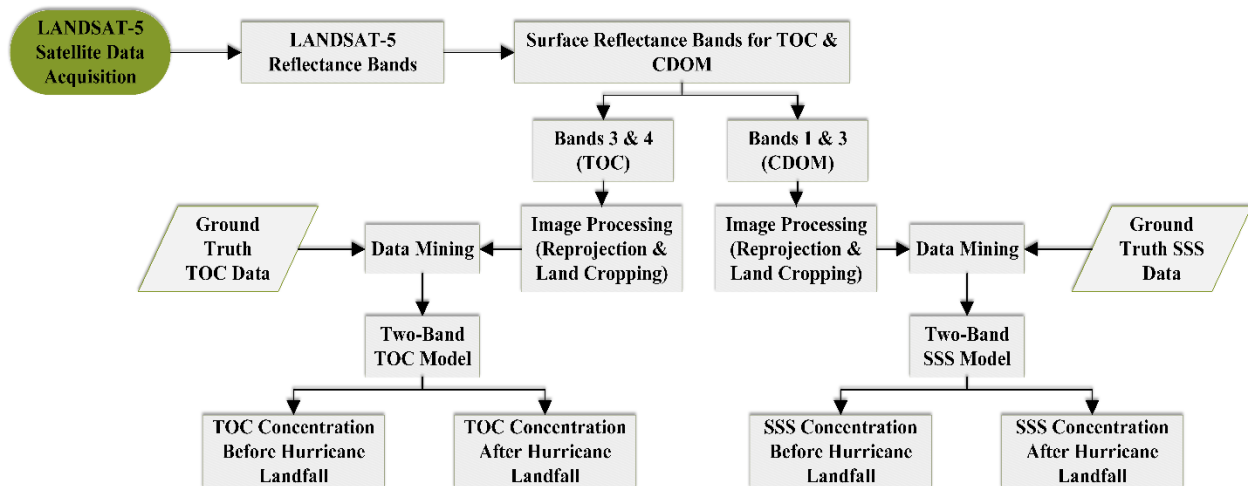 LANDSAT-5
Satellite Data
Acquisition
LANDSAT-5
Reflectance Bands
Surface Reflectance Bands for TOC &
CDOM
Bands 3 & 4
(TOC)
Bands 1 & 3
(CDOM)
Ground
Truth
TOC Data
Data Mining
Image Processing
(Reprojection &
Land Cropping)
Image Processing
(Reprojection &
Land Cropping)
Data Mining
Ground
Truth SSS
Data
Two-Band
TOC Model
Two-Band
SSS Model
TOC Concentration
Before Hurricane
Landfall
TOC Concentration
After Hurricane
Landfall
SSS Concentration
Before Hurricane
Landfall
SSS Concentration
After Hurricane
Landfall